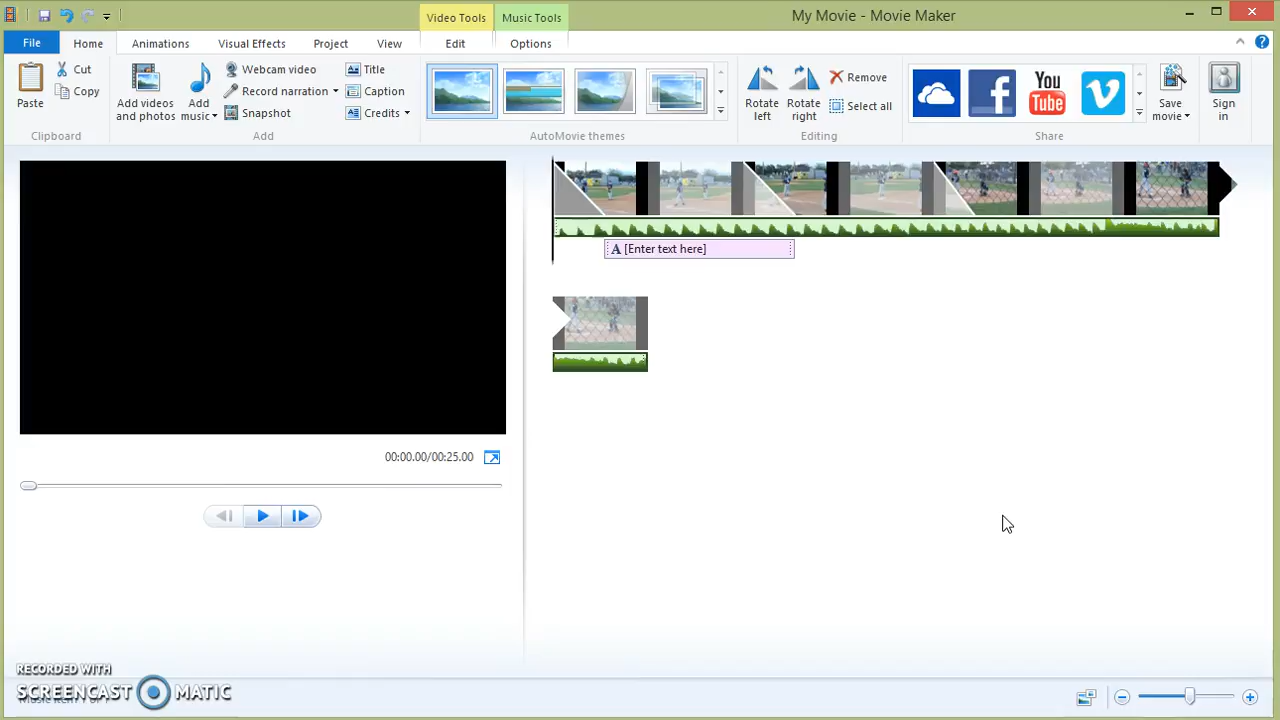 Video Tools
Music Tools
My Movie - Movie Maker
File
Home
Animations
Visual Effects
Project
View
Edit
Options
Paste
Cut
Copy
Clipboard
Add videos
and photos
Add
music
Webcam video
Record narration
Snapshot
Title
Caption
Credits
Add
AutoMovie themes
Rotate
left
Rotate
right
Remove
Select all
Editing
f
You
Tube
V
Share
Save
movie
Sign
in
A [Enter text here]
00:00.00/00:25.00
RECORDED WITH
SCREENCAST MATIC